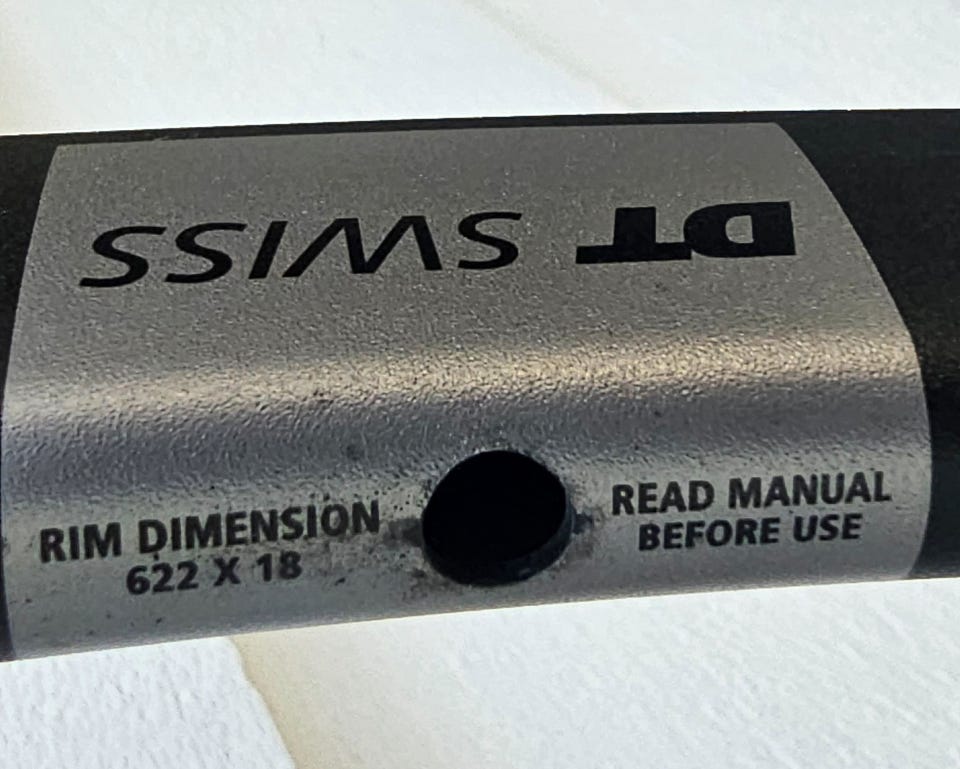 DT SWISS
RIM DIMENSION
622 X 18
READ MANUAL
BEFORE USE